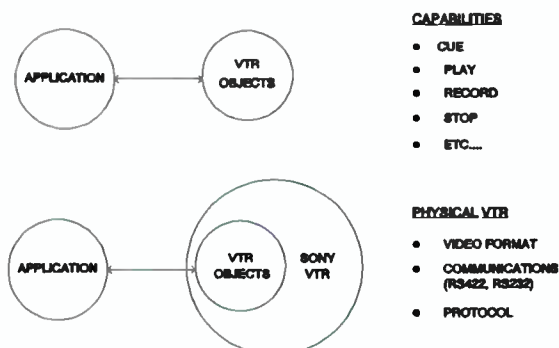 CAPABILITIES
• CUE
• PLAY
• RECORD
• STOP
• ETC....
APPLICATION
VTR
OBJECTS
PHYSICAL VTR
• VIDEO FORMAT
• COMMUNICATIONS
(RS422, RS232)
• PROTOCOL
APPLICATION
VTR
OBJECTS
SONY
VTR